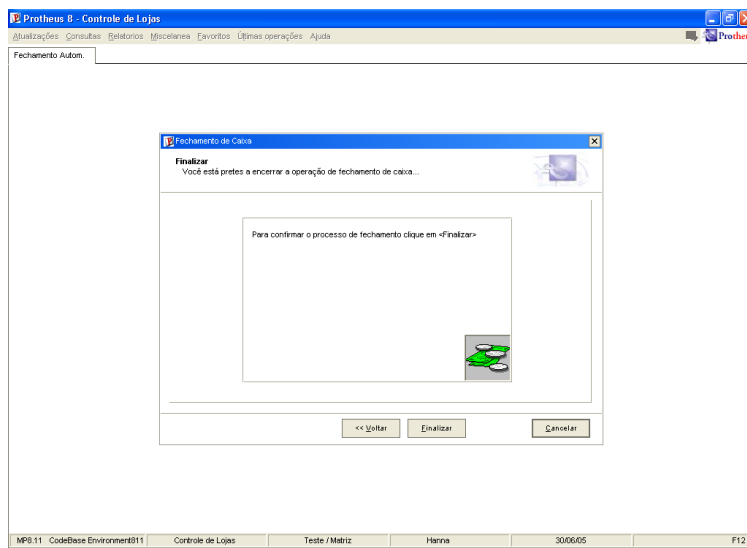 Protheus 8 - Controle de Lojas
Atualizações Consultas Relatorios Miscelanea Favoritos Últimas operações Ajuda
Fechamento Autom.
Fechamento de Caixa
Finalizar
Você está pretes a encerrar a operação de fechamento de caixa...
Para confirmar o processo de fechamento clique em <Finalizar>
<< Voltar Finalizar Cancelar
MP8.11 CodeBase Environment811 Controle de Lojas Teste / Matriz Hanna 30/06/05 F12